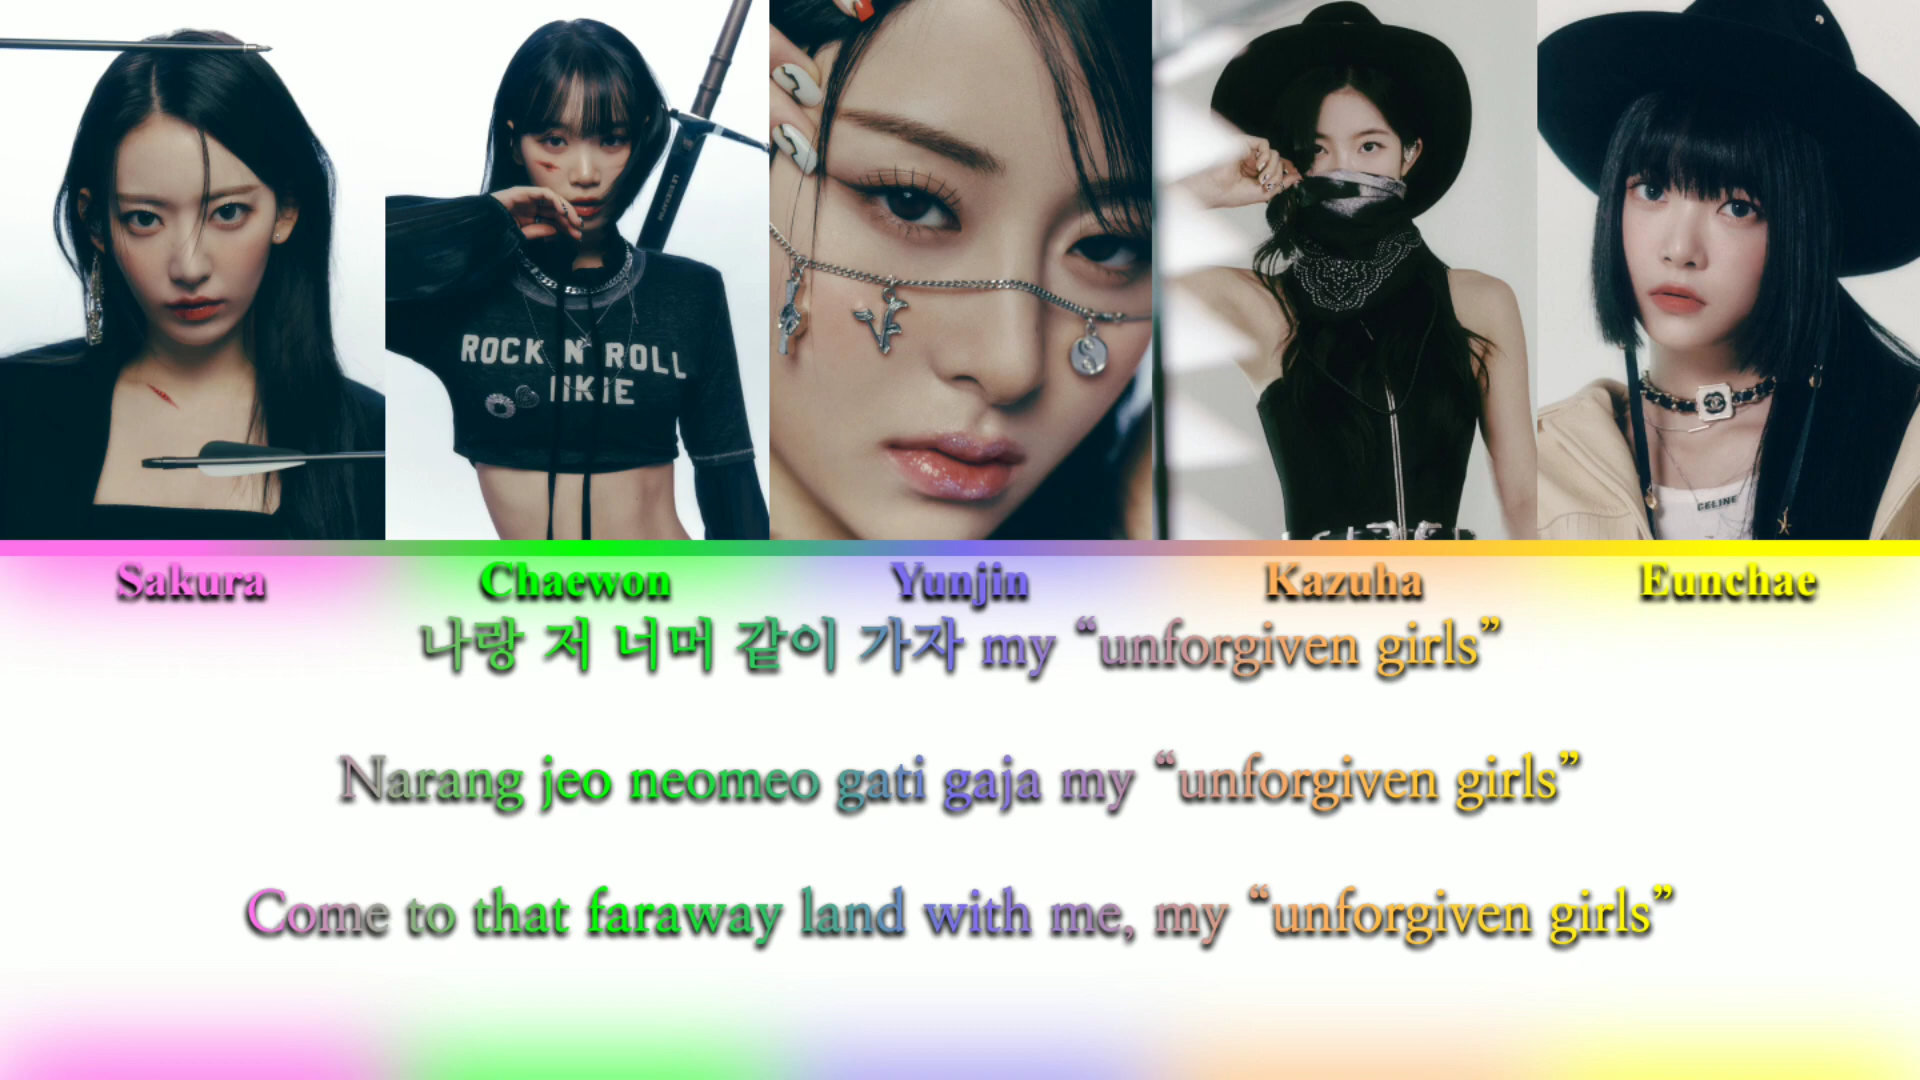 ROCK N ROLL
CELINE
Sakura Chaewon Yunjin Kazuha Eunchae
나랑 저 너머 같이 가자 my “unforgiven girls”
Narang jeo neomeo gati gaja my “unforgiven girls”
Come to that faraway land with me, my “unforgiven girls”